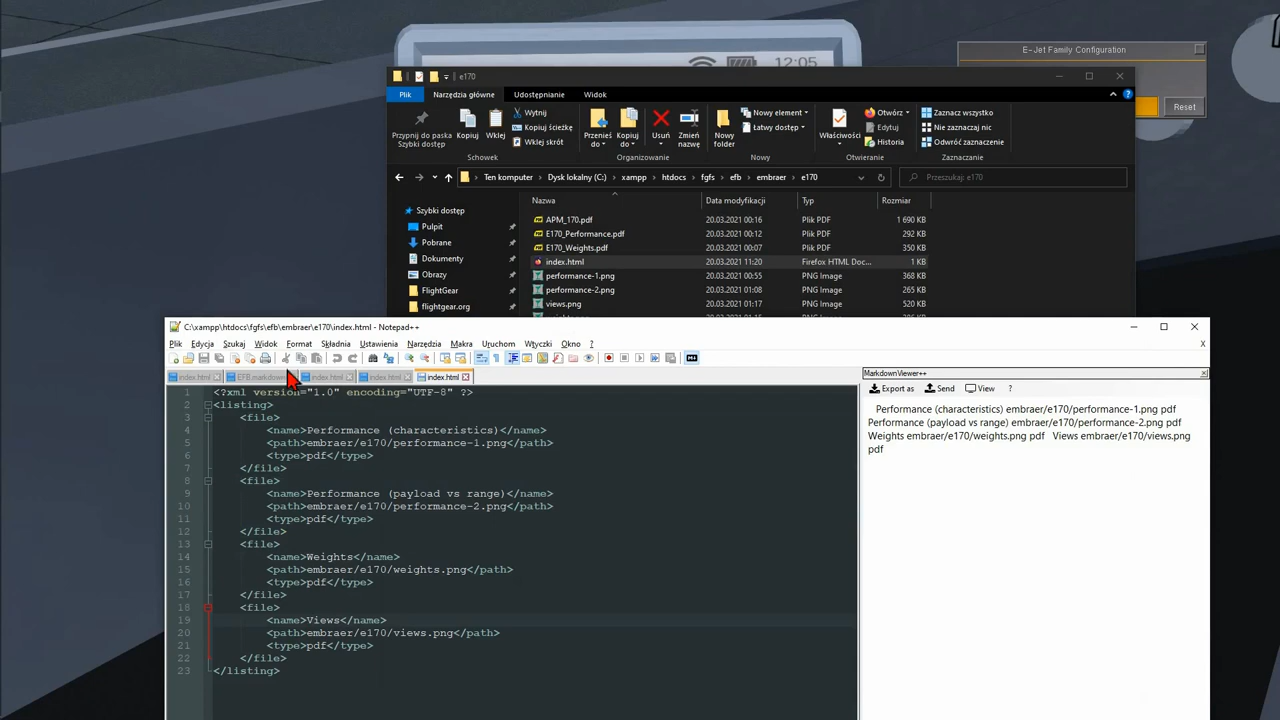 12:05
E-Jet Family Configuration
Reset
e170
Plik Narzędzia główne Udostępnianie Widok
Przypnij do paska Szybki dostęp
Kopiuj
Wklej
Wytnij
Kopiuj ścieżkę
Wklej skrót
Schowek
Przenieś do
Kopiuj do
Usuń
Zmień nazwę
Organizowanie
Nowy folder
Nowy element
Łatwy dostęp
Nowy
Właściwości
Otwórz
Edytuj
Historia
Otwieranie
Zaznacz wszystko
Nie zaznaczaj nic
Odwróć zaznaczenie
Zaznaczanie
Ten komputer > Dysk lokalny (C:) > xampp > htdocs > fgfs > efb > embraer > e170
Przeszukaj: e170
Nazwa Data modyfikacji Typ Rozmiar
Szybki dostęp
Pulpit
Pobrane
Dokumenty
Obrazy
FlightGear
flightgear.org
APM_170.pdf 20.03.2021 00:16 Plik PDF 1 690 KB
E170_Performance.pdf 20.03.2021 00:12 Plik PDF 292 KB
E170_Weights.pdf 20.03.2021 00:07 Plik PDF 350 KB
index.html 20.03.2021 11:20 Firefox HTML Doc... 1 KB
performance-1.png 20.03.2021 00:55 PNG Image 368 KB
performance-2.png 20.03.2021 01:08 PNG Image 265 KB
views.png 20.03.2021 01:17 PNG Image 520 KB
C:\xampp\htdocs\fgfs\efb\embraer\e170\index.html - Notepad++
Plik Edycja Szukaj Widok Format Składnia Ustawienia Narzędzia Makra Uruchom Wtyczki Okno ? X
index.html EFB.markdown index.html index.html index.html
1 <?xml version="1.0" encoding="UTF-8" ?>
2 <listing>
3 <file>
4 <name>Performance (characteristics)</name>
5 <path>embraer/e170/performance-1.png</path>
6 <type>pdf</type>
7 </file>
8 <file>
9 <name>Performance (payload vs range)</name>
10 <path>embraer/e170/performance-2.png</path>
11 <type>pdf</type>
12 </file>
13 <file>
14 <name>Weights</name>
15 <path>embraer/e170/weights.png</path>
16 <type>pdf</type>
17 </file>
18 <file>
19 <name>Views</name>
20 <path>embraer/e170/views.png</path>
21 <type>pdf</type>
22 </file>
23 </listing>
MarkdownViewer++
Export as Send View ?
Performance (characteristics) embraer/e170/performance-1.png pdf
Performance (payload vs range) embraer/e170/performance-2.png pdf
Weights embraer/e170/weights.png pdf Views embraer/e170/views.png
pdf